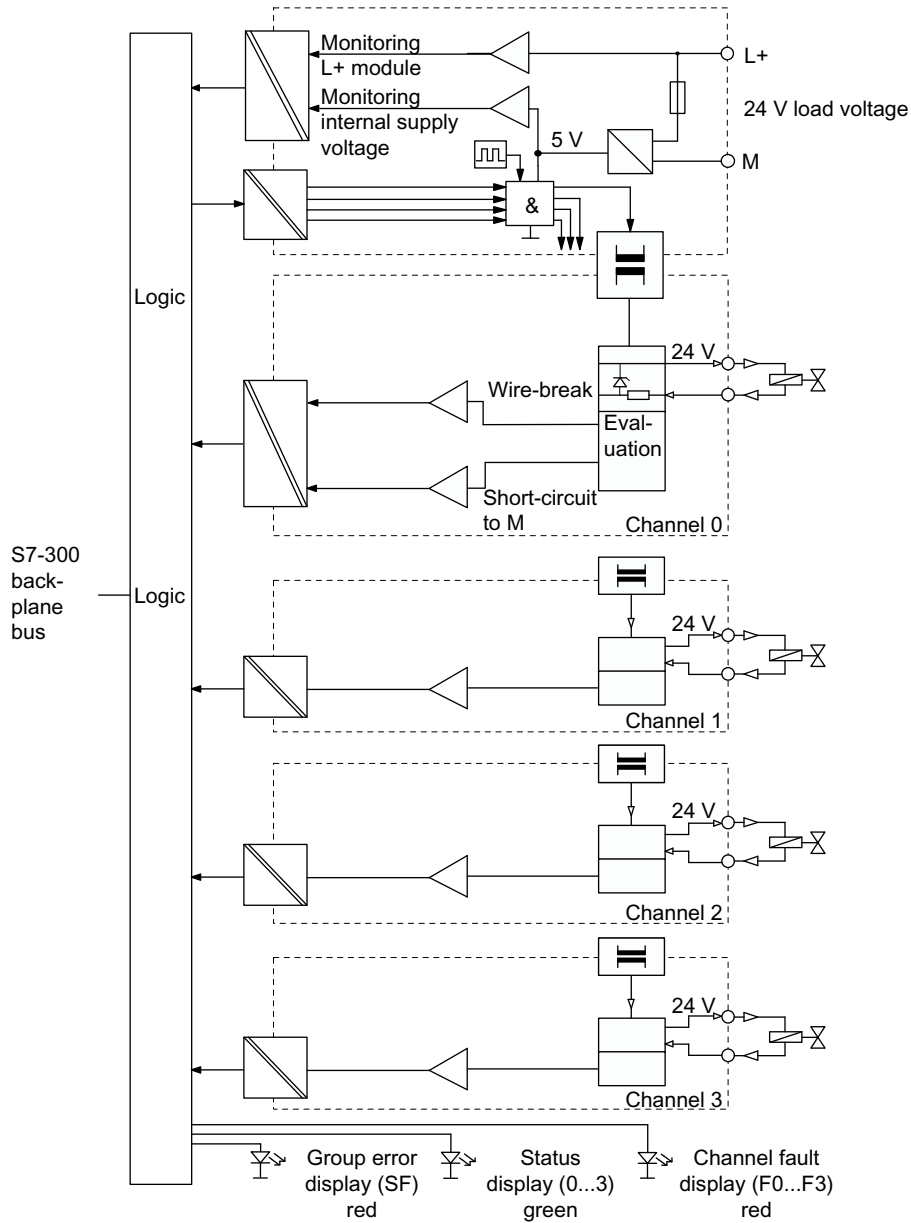 Monitoring
L+ module
L+
Monitoring
internal supply
voltage
24 V load voltage
5 V
M
&
Logic
24 V
Wire-break
Eval-
uation
Short-circuit
to M
Channel 0
S7-300
back-
plane
bus
Logic
24 V
Channel 1
24 V
Channel 2
24 V
Channel 3
Group error
display (SF)
red
Status
display (0...3)
green
Channel fault
display (F0...F3)
red